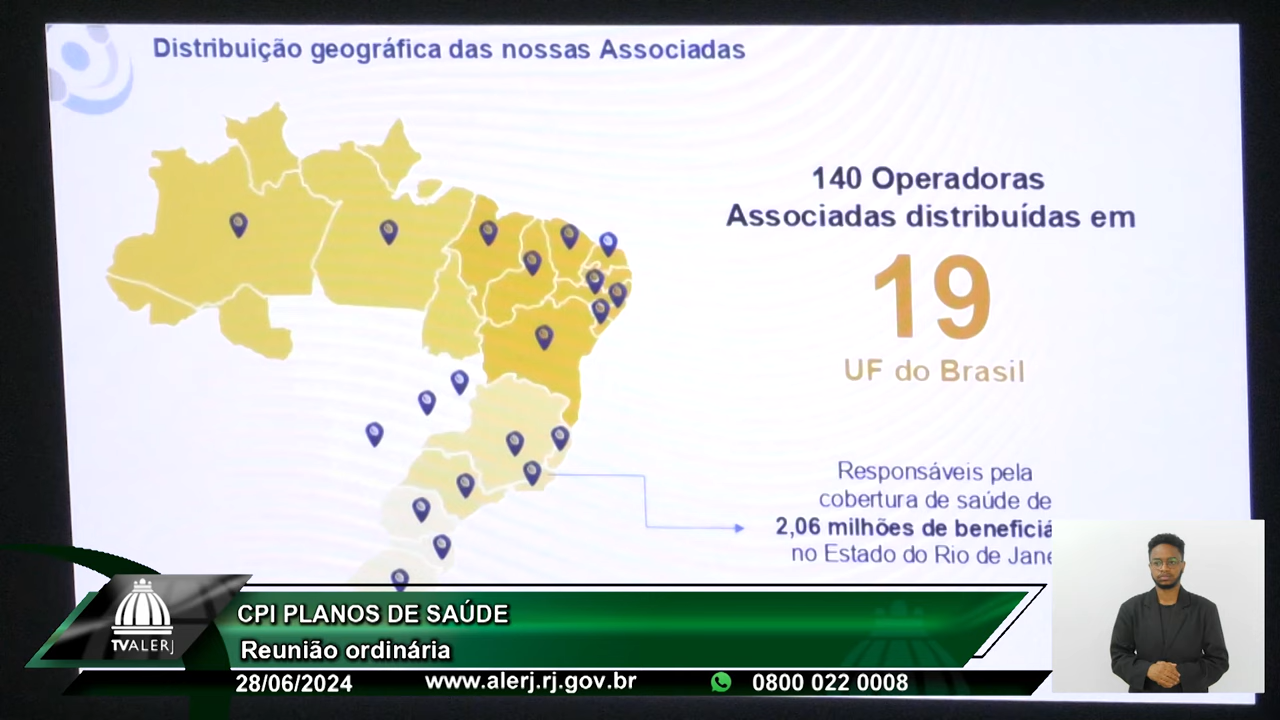 Distribuição geográfica das nossas Associadas
140 Operadoras
Associadas distribuídas em
19
UF do Brasil
Responsáveis pela
cobertura de saúde de
2,06 milhões de
no Estado do Rio de
CPI PLANOS DE SAÚDE
TVALERJ
Reunião ordinária
28/06/2024 www.alerj.rj.gov.br 0800 022 0008